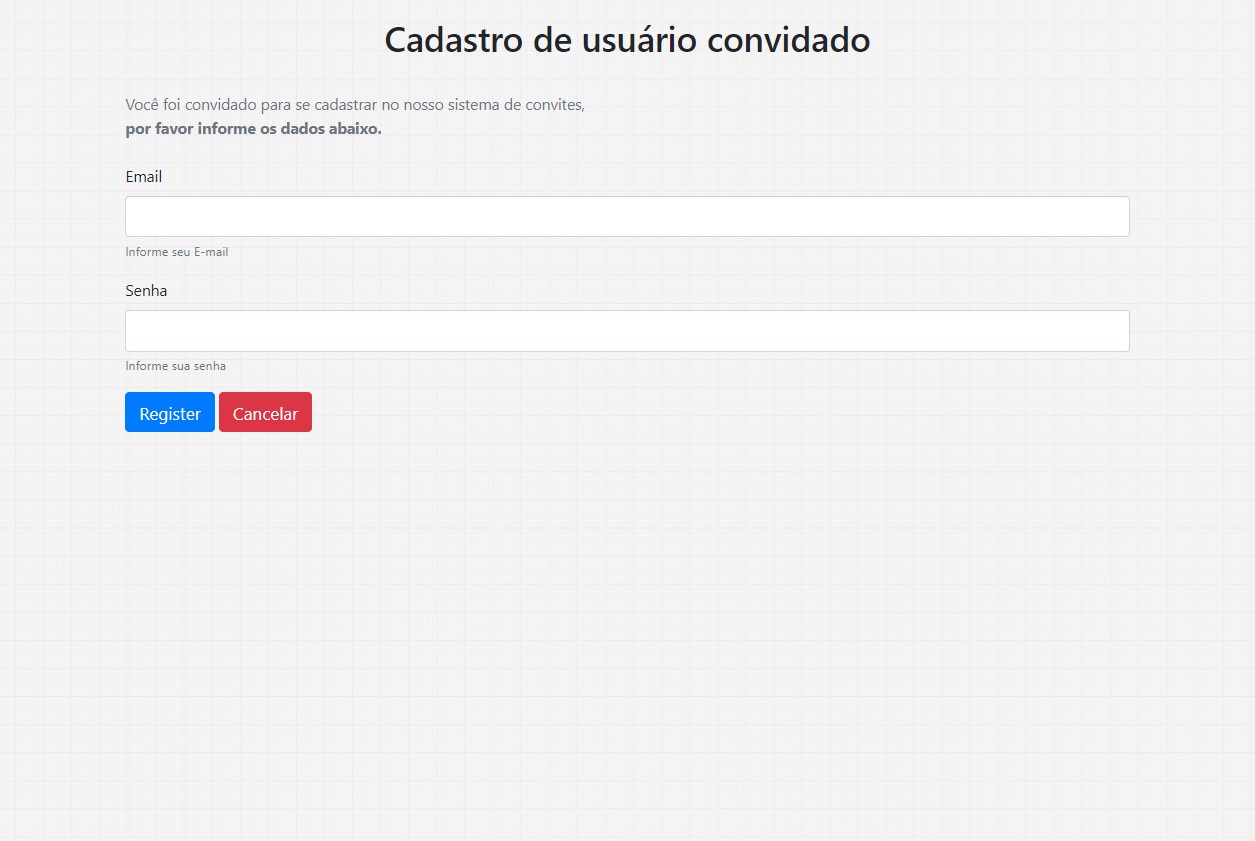 Cadastro de usuário convidado
Você foi convidado para se cadastrar no nosso sistema de convites,
por favor informe os dados abaixo.
Email
Informe seu E-mail
Senha
Informe sua senha
Register Cancelar